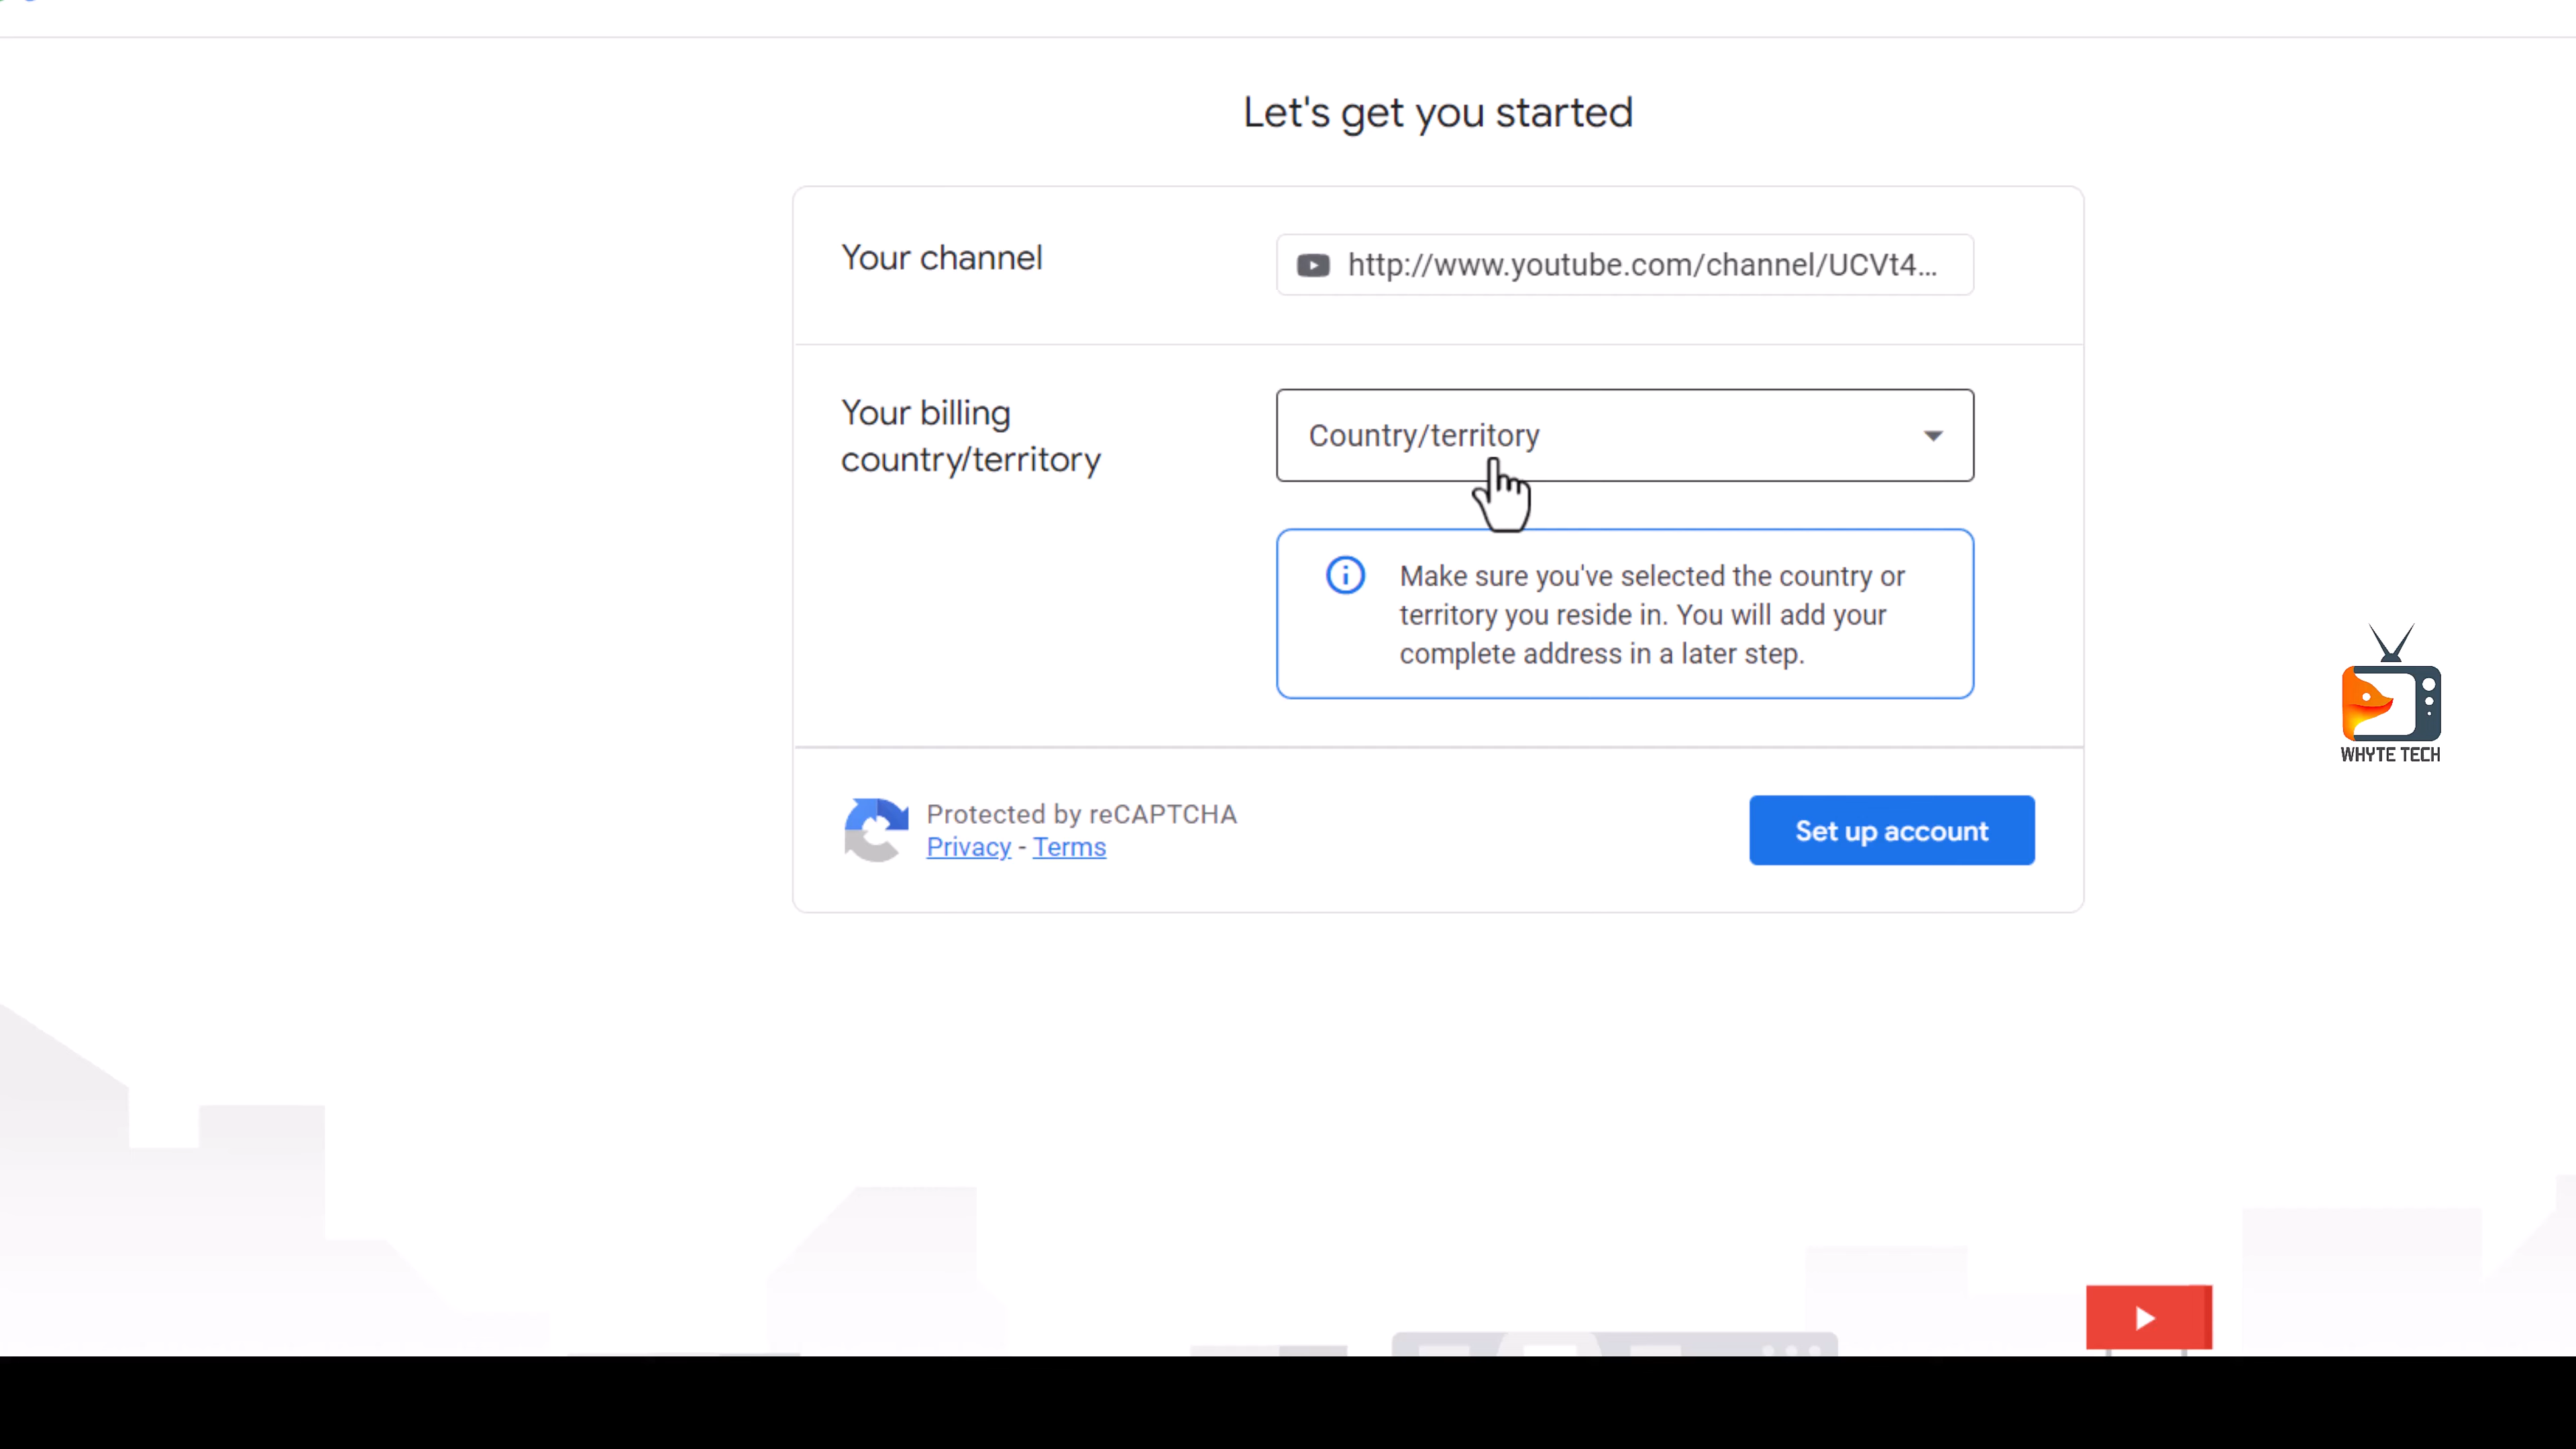 Let's get you started
Your channel
http://www.youtube.com/channel/UCVt4...
Your billing
country/territory
Country/territory
Make sure you've selected the country or
territory you reside in. You will add your
complete address in a later step.
WHYTE TECH
Protected by reCAPTCHA
Privacy - Terms
Set up account